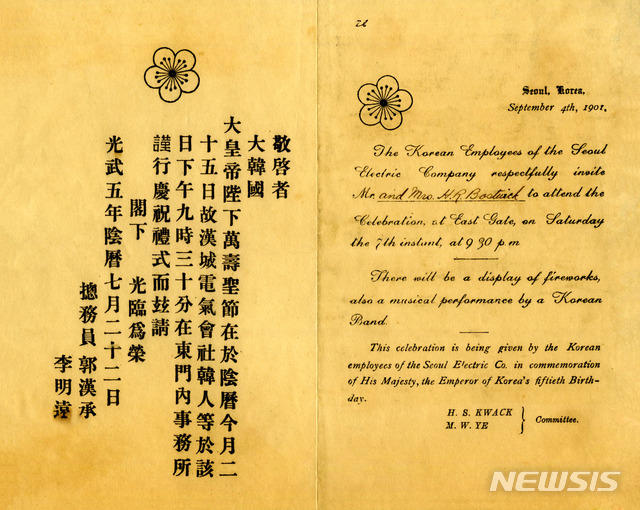 敬啓者
大韓國
大皇帝陛下萬壽聖節在於陰曆今月二
十五日故漢城電氣會社韓人等於該
日下午九時三十分在東門內事務所
謹行慶祝禮式而玆請
閣下 光臨爲榮
光武五年陰曆七月二十二日
摠務員 郭漢承
李明遠
Seoul, Korea,
September 4th, 1901.
The Korean Employees of the Seoul
Electric Company respectfully invite
Mr. and Mrs. H.R. Bostwick to attend the
Celebration, at East Gate, on Saturday
the 7th instant, at 9 30 p.m
There will be a display of fireworks,
also a musical performance by a Korean
Band.
This celebration is being given by the Korean
employees of the Seoul Electric Co. in commemoration
of His Majesty, the Emperor of Korea's fiftieth Birth-
day.
H. S. KWACK
M. W. YE
Committee.
NEWSIS